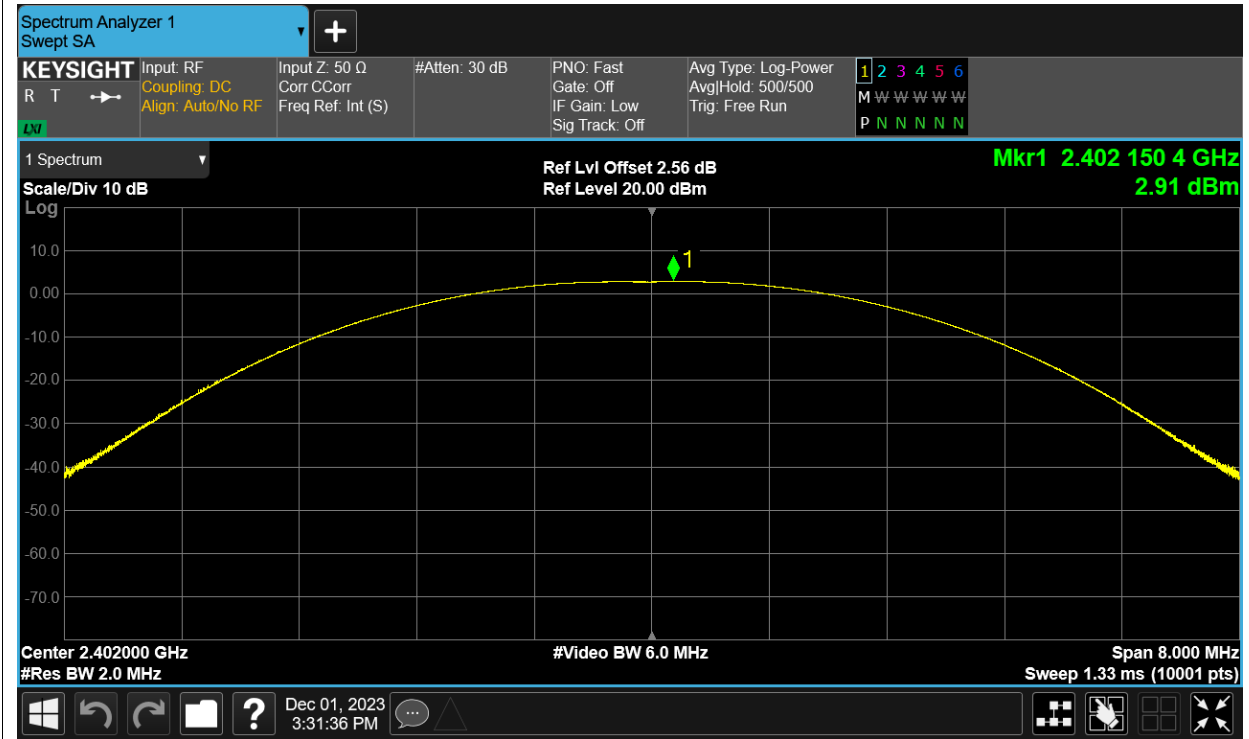 Spectrum Analyzer 1
Swept SA
KEYSIGHT
R T
LXI
Input: RF
Coupling: DC
Align: Auto/No RF
Input Z: 50 Ω
Corr CCorr
Freq Ref: Int (S)
#Atten: 30 dB
PNO: Fast
Gate: Off
IF Gain: Low
Sig Track: Off
Avg Type: Log-Power
Avg|Hold: 500/500
Trig: Free Run
1 2 3 4 5 6
M W W W W W
P N N N N N
1 Spectrum
Scale/Div 10 dB
Log
Ref Lvl Offset 2.56 dB
Ref Level 20.00 dBm
Mkr1 2.402 150 4 GHz
2.91 dBm
1
10.0
0.00
-10.0
-20.0
-30.0
-40.0
-50.0
-60.0
-70.0
Center 2.402000 GHz
#Res BW 2.0 MHz
#Video BW 6.0 MHz
Span 8.000 MHz
Sweep 1.33 ms (10001 pts)
?
Dec 01, 2023
3:31:36 PM